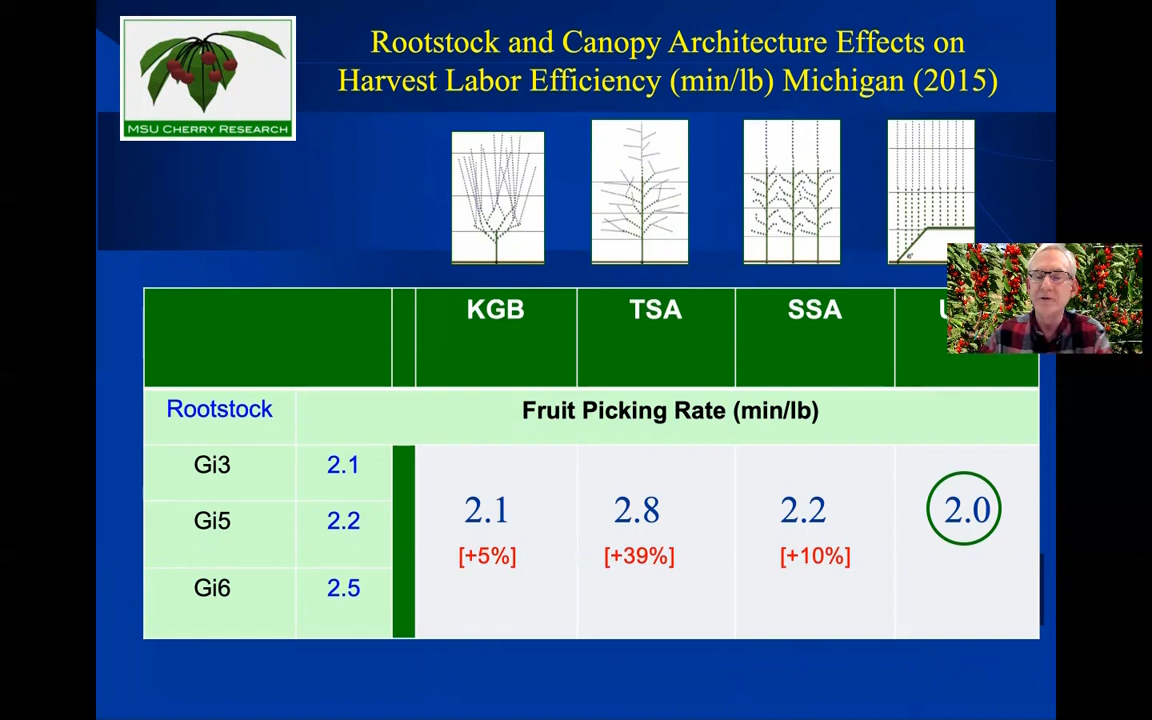 Rootstock and Canopy Architecture Effects on
Harvest Labor Efficiency (min/lb) Michigan (2015)
MSU CHERRY RESEARCH
KGB TSA SSA
Rootstock Fruit Picking Rate (min/lb)
Gi3 2.1
Gi5 2.2
Gi6 2.5
2.1 2.8 2.2 2.0
[+5%] [+39%] [+10%]